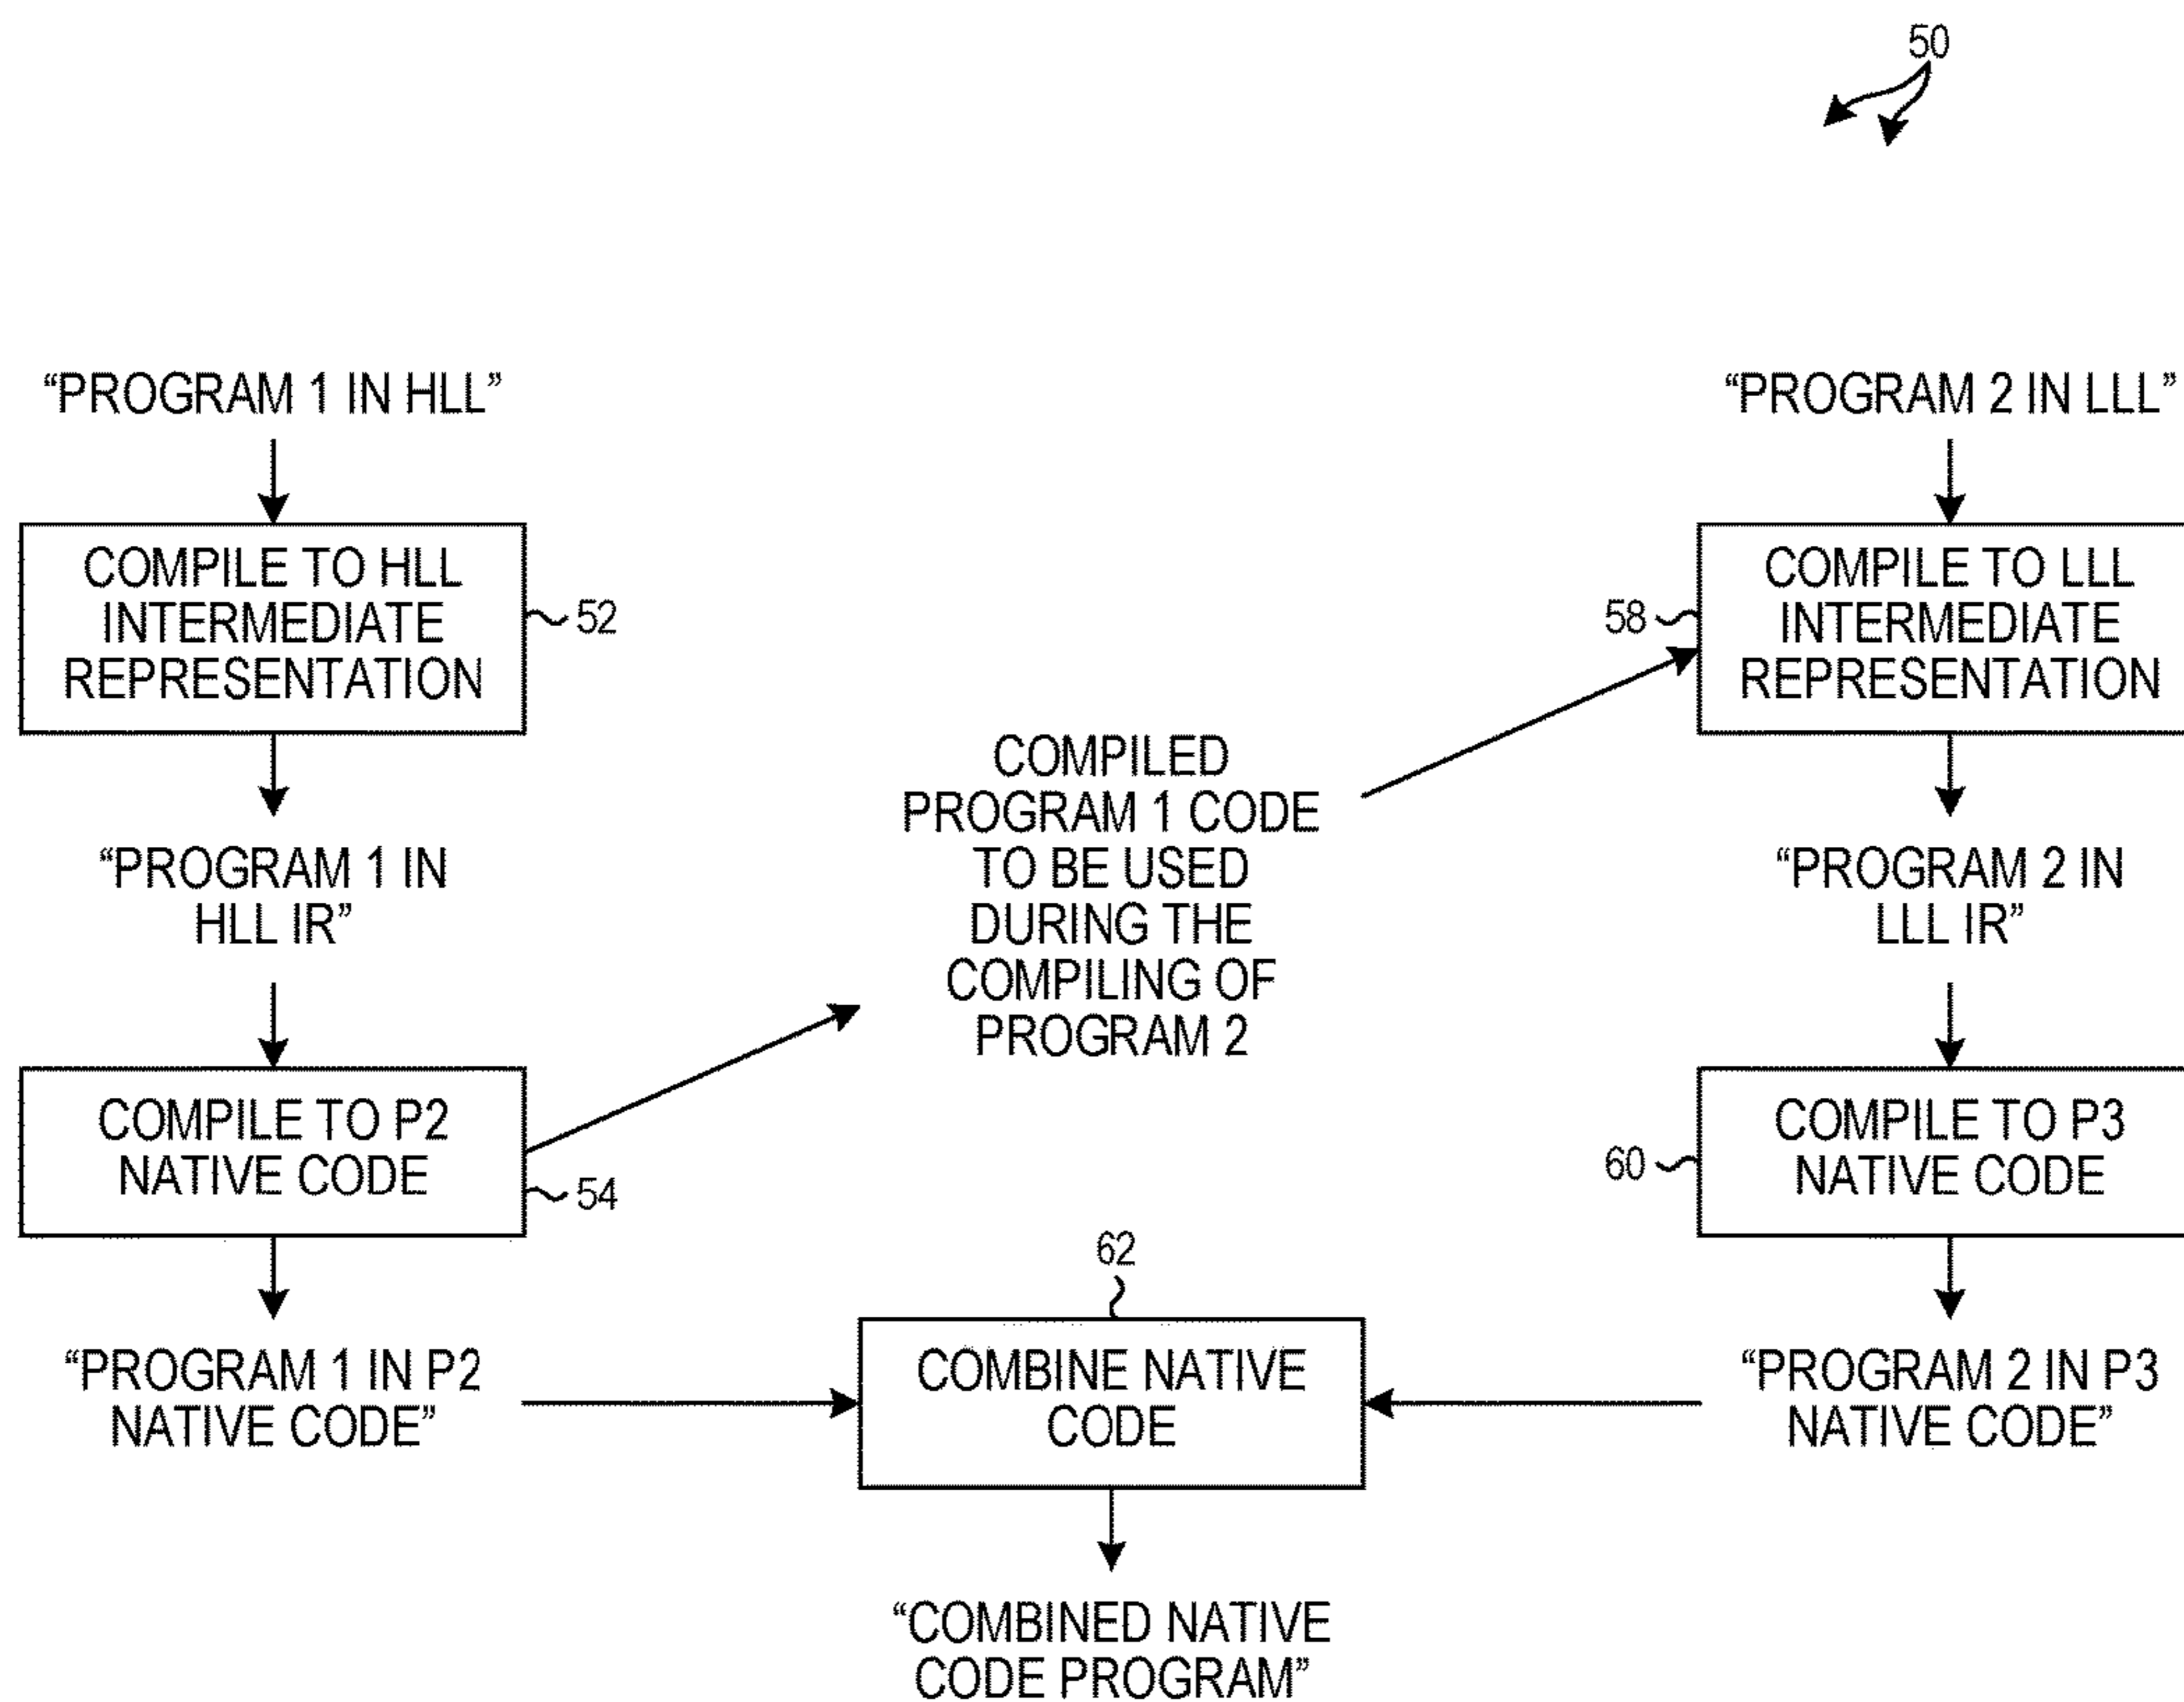 50
“PROGRAM 1 IN HLL”
COMPILE TO HLL
INTERMEDIATE
REPRESENTATION
52
“PROGRAM 1 IN
HLL IR”
COMPILE TO P2
NATIVE CODE
54
“PROGRAM 1 IN P2
NATIVE CODE”
COMPILED
PROGRAM 1 CODE
TO BE USED
DURING THE
COMPILING OF
PROGRAM 2
“PROGRAM 2 IN LLL”
58
COMPILE TO LLL
INTERMEDIATE
REPRESENTATION
“PROGRAM 2 IN
LLL IR”
60
COMPILE TO P3
NATIVE CODE
“PROGRAM 2 IN P3
NATIVE CODE”
62
COMBINE NATIVE
CODE
“COMBINED NATIVE
CODE PROGRAM”